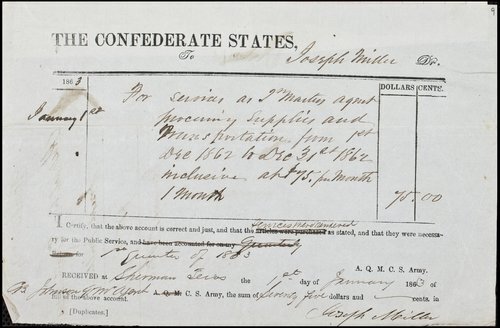 THE CONFEDERATE STATES,
To Joseph Miller Dr.
1863 DOLLARS CENTS.
January 1st For services as Qr Master agent
procuring supplies and
Transportation from 1st
Dec 1862 to Dec 31st 1862
inclusive at $75. per Month
1 Month 75.00
services were rendered
I Certify, that the above account is correct and just, and that the articles were purchased as stated, and that they were necessary
for the Public Service, and have been accounted for on my Quarterly
for 1st quarter of 1863
A. Q. M. C. S. Army.
RECEIVED at Sherman Texas the 1st day of January 1863 of
Johnson A. Q. M. C. S. Army, the sum of Seventy five dollars and cents. in
full of the above account.
[Duplicates.] Joseph Miller